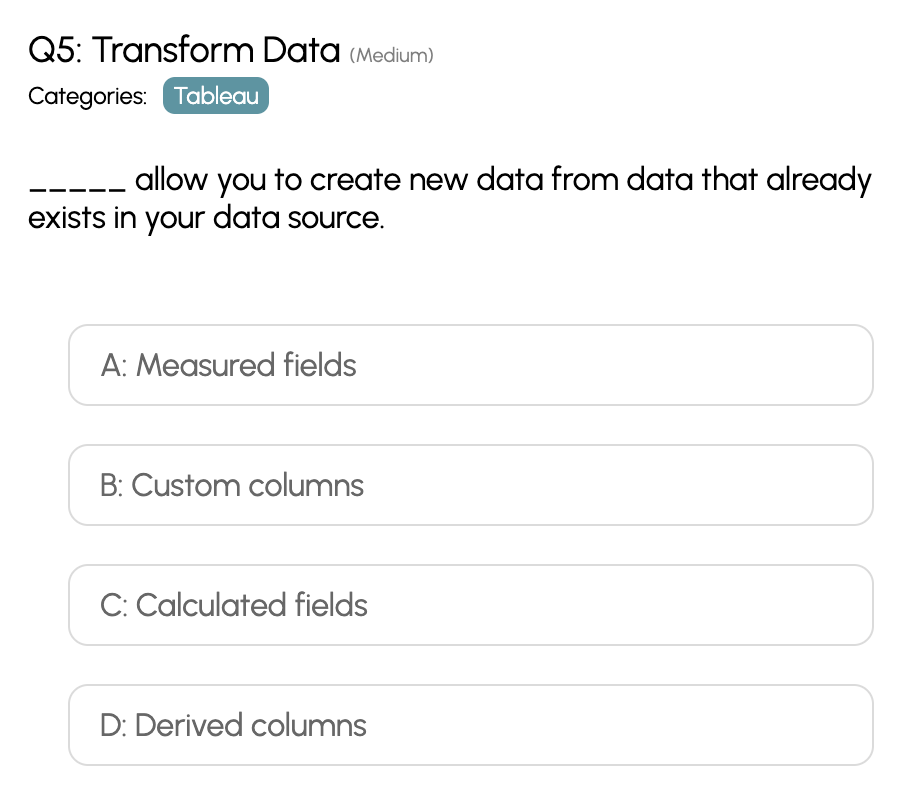 Q5: Transform Data (Medium)
Categories: Tableau
_____ allow you to create new data from data that already
exists in your data source.
A: Measured fields
B: Custom columns
C: Calculated fields
D: Derived columns